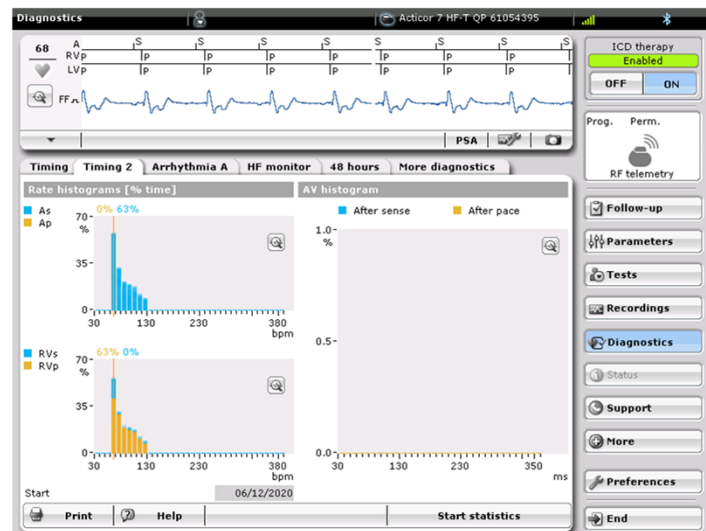 Diagnostics
Acticor 7 HF-T QP 61054395
68
A
RV
LV
S S S S S S S
P P P P P P P P
P P P P P P P P
FF
PSA
Timing
Timing 2
Arrhythmia A
HF monitor
48 hours
More diagnostics
Rate histograms [% time]
As
Ap
0% 63%
70-
%
35-
0-
30 130 230 380
bpm
RVs
RVp
63% 0%
70-
%
35-
0-
30 130 230 380
bpm
Start
06/12/2020
AV histogram
After sense
After pace
1.0-
%
0.5-
0.0-
30 130 230 350
ms
Print
Help
Start statistics
ICD therapy
Enabled
OFF
ON
Prog. Perm.
RF telemetry
Follow-up
Parameters
Tests
Recordings
Diagnostics
Status
Support
More
Preferences
End